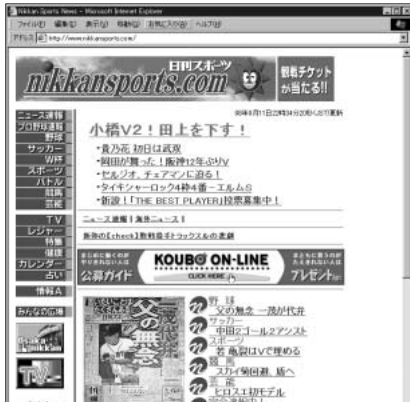 Nikkan Sports News - Microsoft Internet Explorer
ファイル(F) 編集(E) 表示(V) 移動(G) お気に入り(A) ヘルプ(H)
アドレス http://www.nikkansports.com/
日刊スポーツ
nikkansports.com
観戦チケット
が当たる!!
ニュース速報
プロ野球速報
野球
サッカー
W杯
スポーツ
バトル
競馬
芸能
TV
レジャー
特集
健康
カレンダー
占い
情報A
みんなの広場
Osaka
nikkan
TV
小橋V2!田上を下す!
・貴乃花 初日は武双
・岡田が舞った!阪神12年ぶりV
・セルジオ、チェアマンに迫る!
・タイキシャーロック4枠4番-エルムS
・新設!「THE BEST PLAYER」投票募集中!
ニュース速報 | 海外ニュース |
公募ガイド
KOUBO ON-LINE
CLICK HERE
プレゼント
父の無念
野 球
父の無念 一茂が代弁
サッカー
中田2ゴール2アシスト
スポーツ
若 亀裂はVで埋める
競 馬
スカイ菊回避、盾へ
芸 能
ヒロスエ初モデル